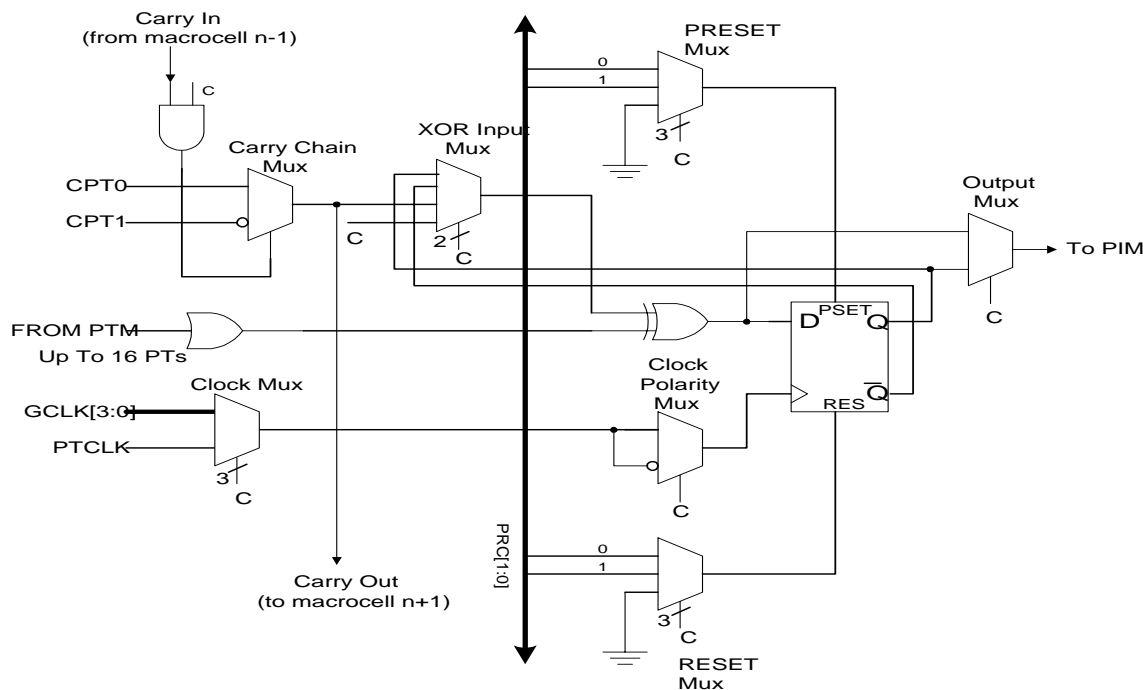 Carry In
(from macrocell n-1)
C
PRESET
Mux
0
1
3
C
XOR Input
Mux
Carry Chain
Mux
CPT0
CPT1
C
2
C
Output
Mux
To PIM
C
FROM PTM
Up To 16 PTs
PSET
D
Q
Q
RES
Clock Mux
GCLK[3:0]
PTCLK
3
C
Clock
Polarity
Mux
C
PRC[1:0]
0
1
3
C
RESET
Mux
Carry Out
(to macrocell n+1)